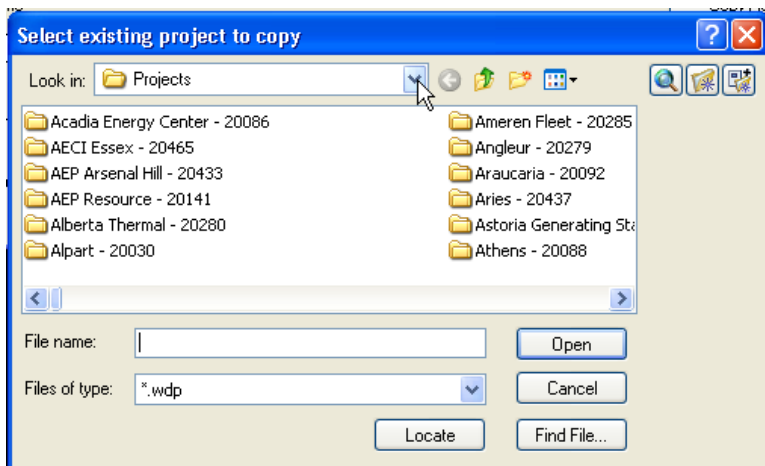 Select existing project to copy
Look in: Projects
Acadia Energy Center - 20086
AECI Essex - 20465
AEP Arsenal Hill - 20433
AEP Resource - 20141
Alberta Thermal - 20280
Alpart - 20030
Ameren Fleet - 20285
Angleur - 20279
Araucaria - 20092
Aries - 20437
Astoria Generating
Athens - 20088
File name:
Open
Files of type: *.wdp
Cancel
Locate
Find File...